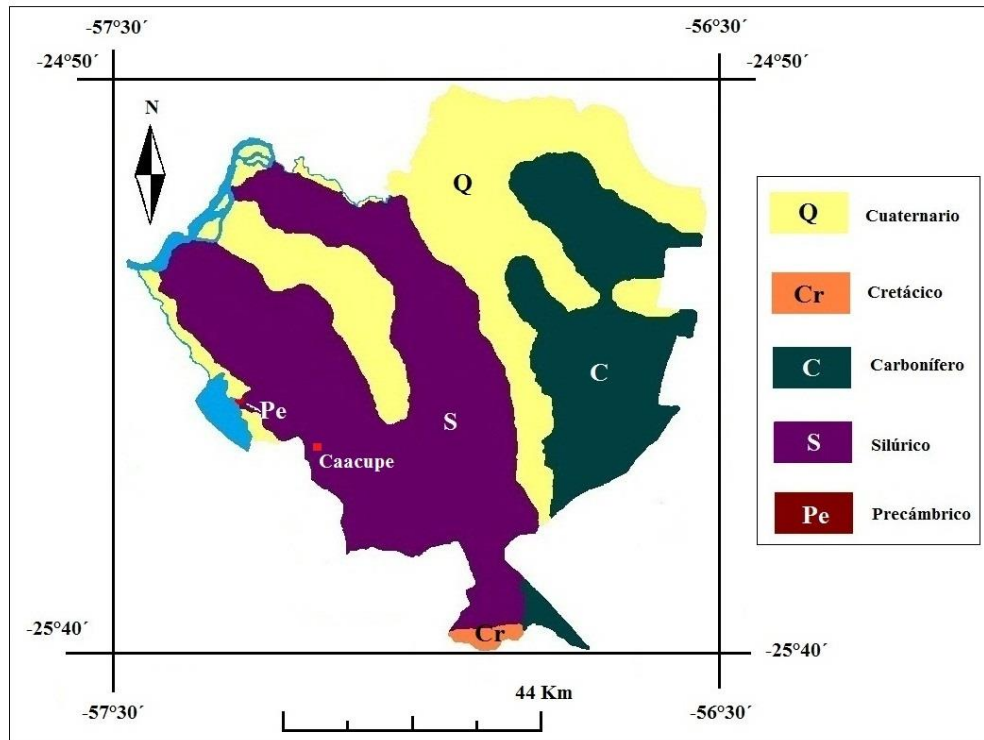 -57°30´ -56°30´
-24°50´ -24°50´
N
Q
Q Cuaternario
Cr Cretácico
C Carbonífero
C
Pe
S
S Silúrico
Caacupe
Pe Precámbrico
Cr
-25°40´ -25°40´
44 Km
-57°30´ -56°30´